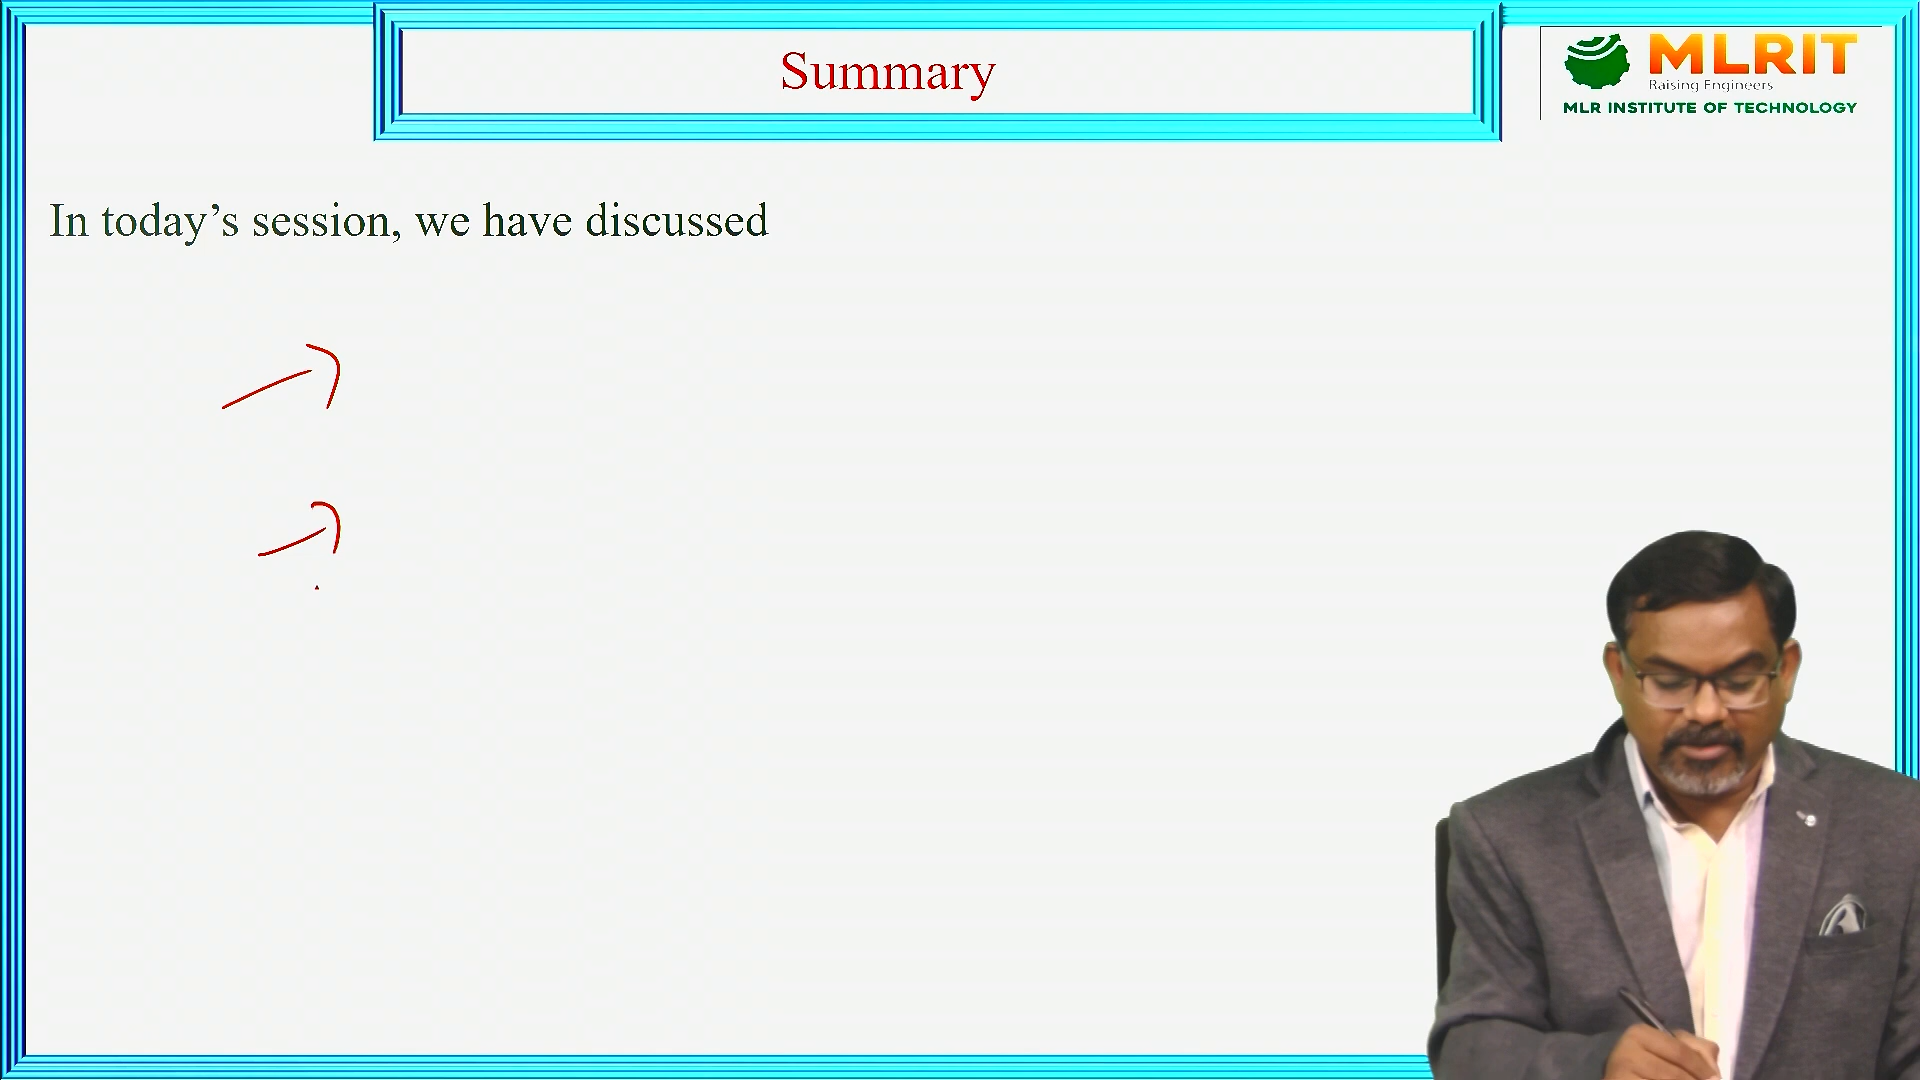 Summary
MLRIT
Raising Engineers
MLR INSTITUTE OF TECHNOLOGY
In today’s session, we have discussed